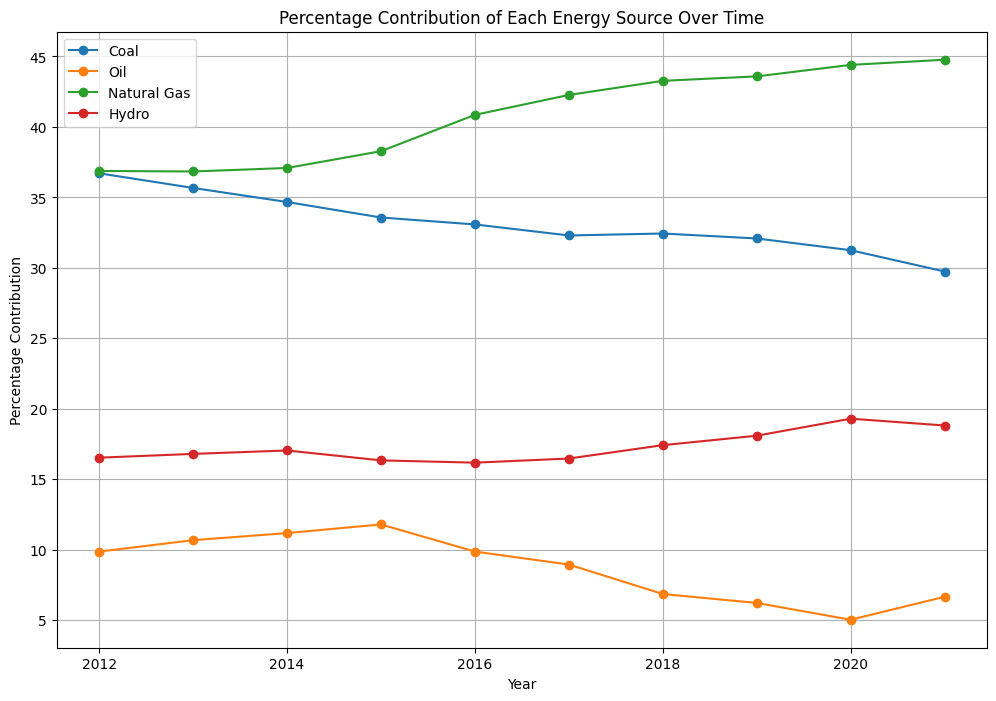 Percentage Contribution of Each Energy Source Over Time
Coal
Oil
Natural Gas
Hydro
45
40
35
30
25
20
15
10
5
Percentage Contribution
2012 2014 2016 2018 2020
Year